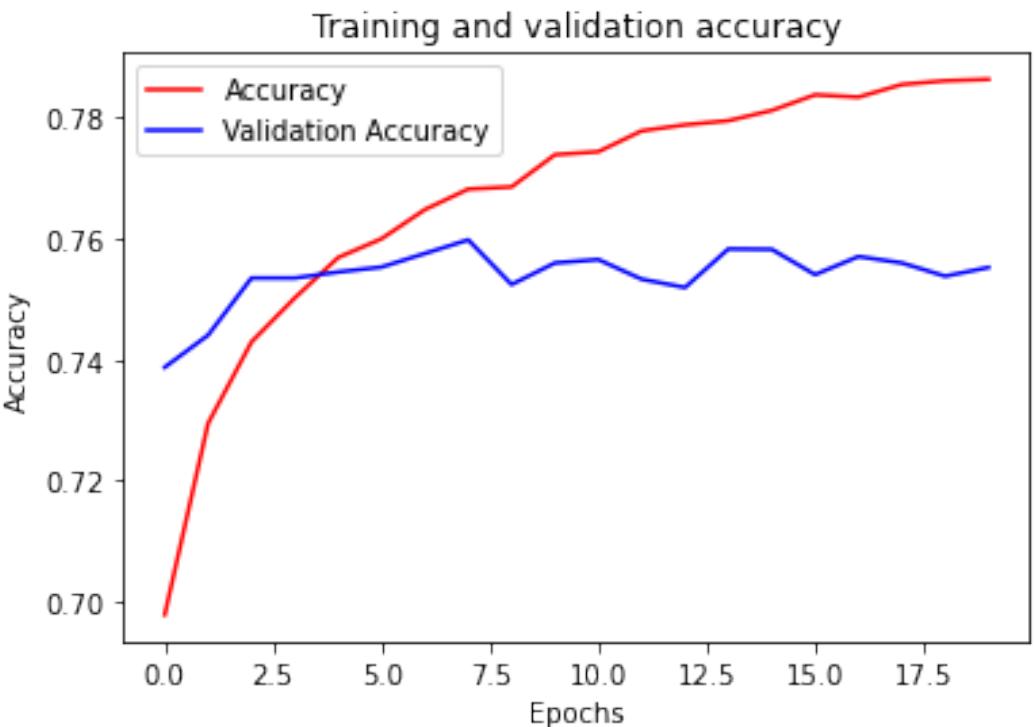 Training and validation accuracy
Accuracy
Validation Accuracy
0.78
0.76
0.74
0.72
0.70
Accuracy
0.0 2.5 5.0 7.5 10.0 12.5 15.0 17.5
Epochs